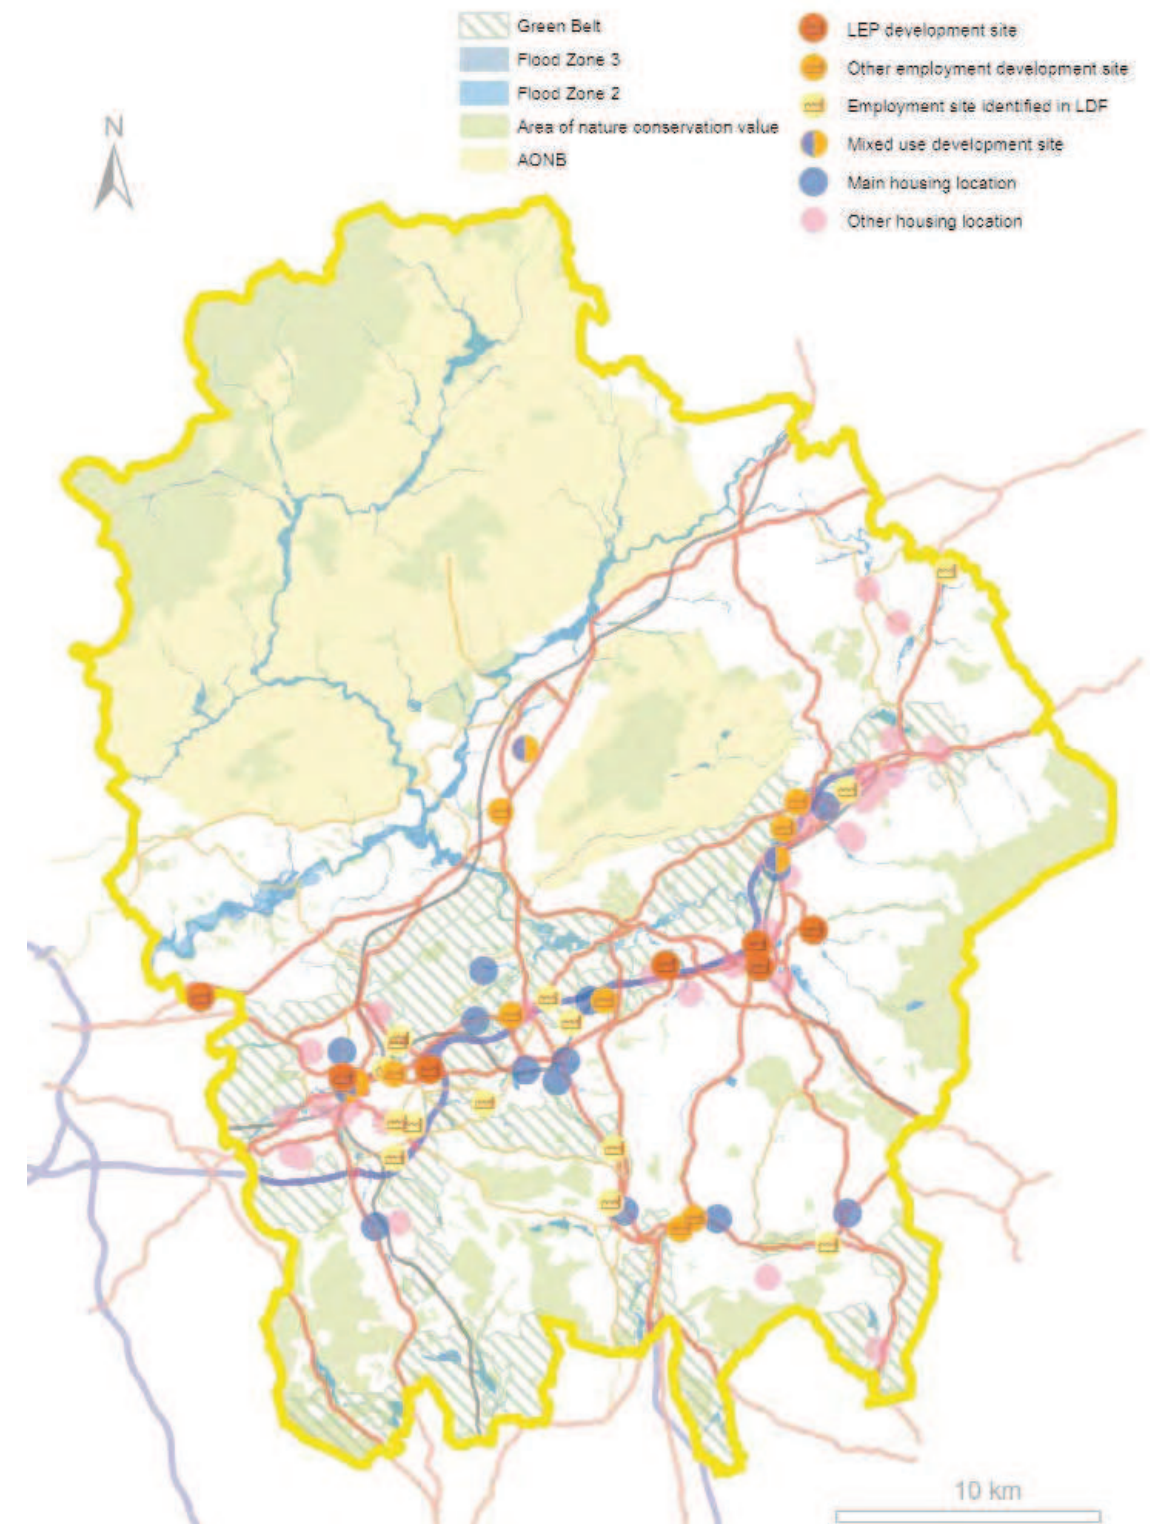 Green Belt
Flood Zone 3
Flood Zone 2
Area of nature conservation value
AONB
LEP development site
Other employment development site
Employment site identified in LDF
Mixed use development site
Main housing location
Other housing location
N
10 km